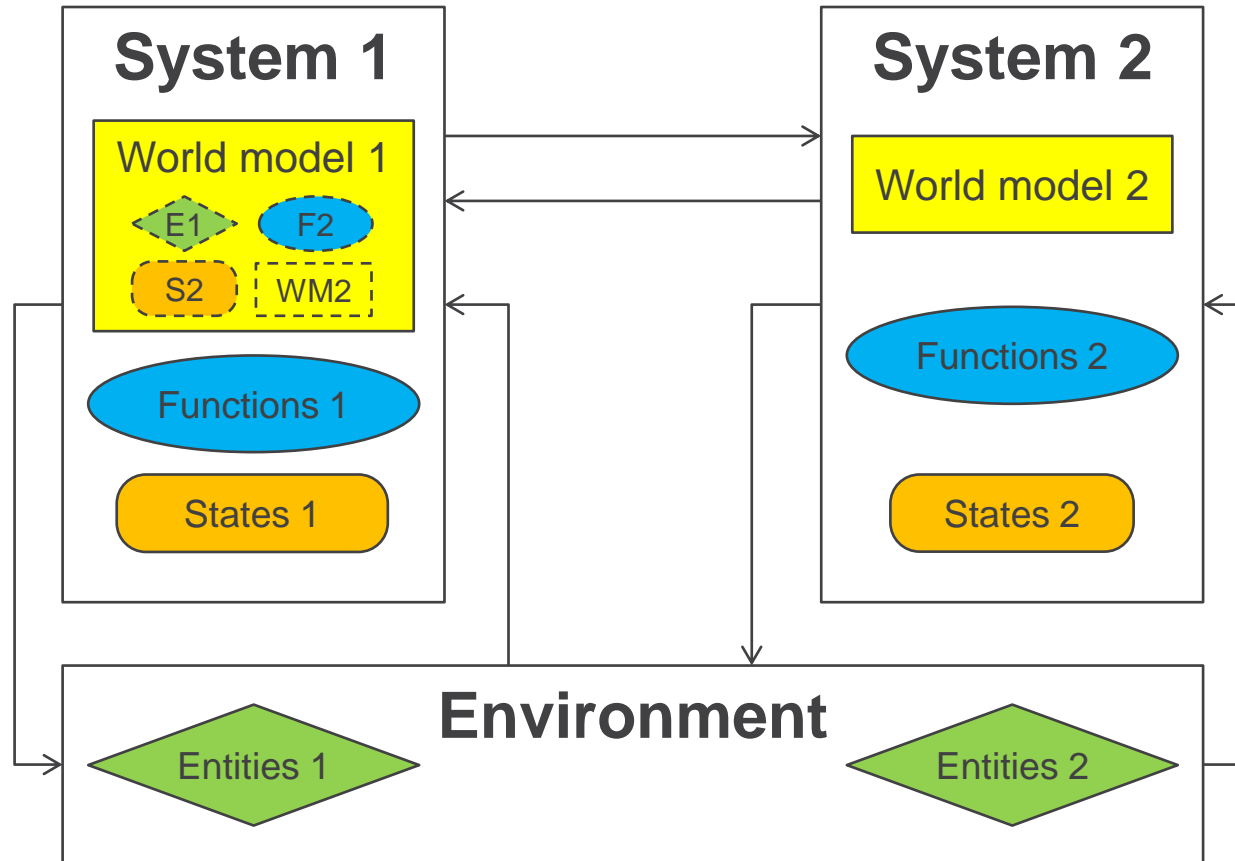 System 1
World model 1
E1
F2
S2
WM2
Functions 1
States 1
System 2
World model 2
Functions 2
States 2
Environment
Entities 1
Entities 2